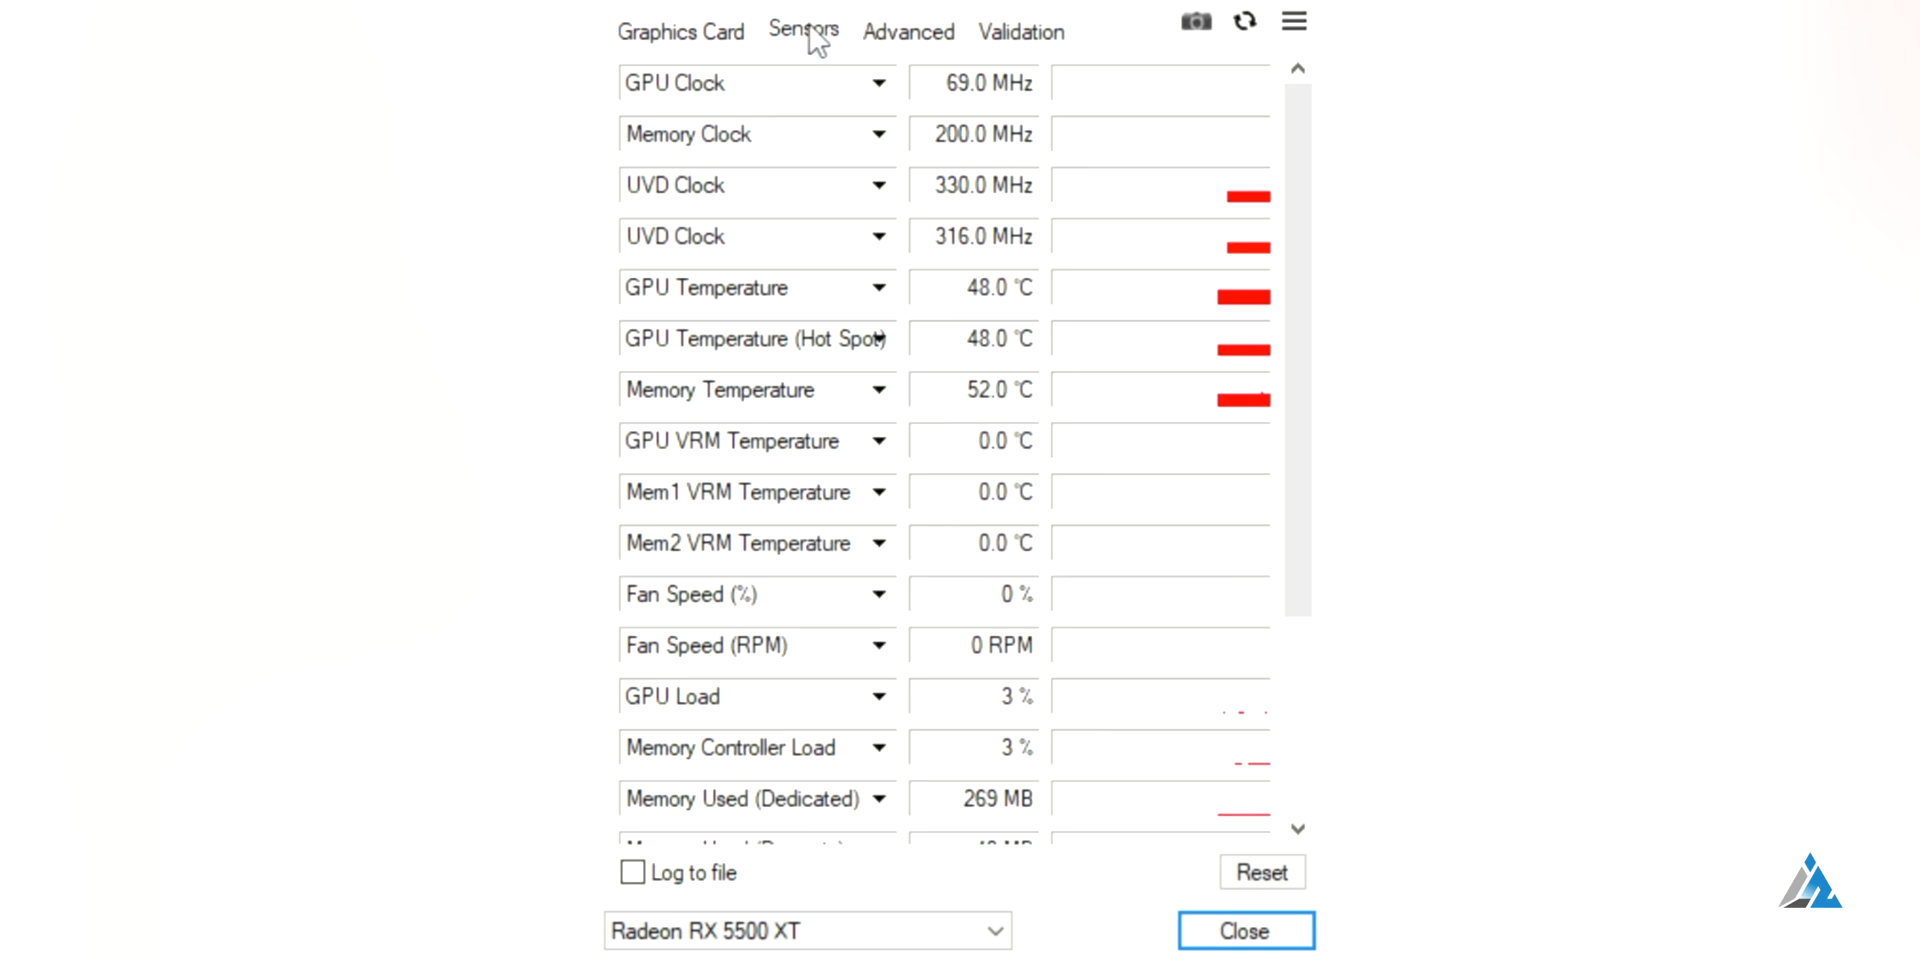 Graphics Card Sensors Advanced Validation
GPU Clock 69.0 MHz
Memory Clock 200.0 MHz
UVD Clock 330.0 MHz
UVD Clock 316.0 MHz
GPU Temperature 48.0 °C
GPU Temperature (Hot Spot) 48.0 °C
Memory Temperature 52.0 °C
GPU VRM Temperature 0.0 °C
Mem1 VRM Temperature 0.0 °C
Mem2 VRM Temperature 0.0 °C
Fan Speed (%) 0 %
Fan Speed (RPM) 0 RPM
GPU Load 3 %
Memory Controller Load 3 %
Memory Used (Dedicated) 269 MB
Log to file Reset
Radeon RX 5500 XT Close